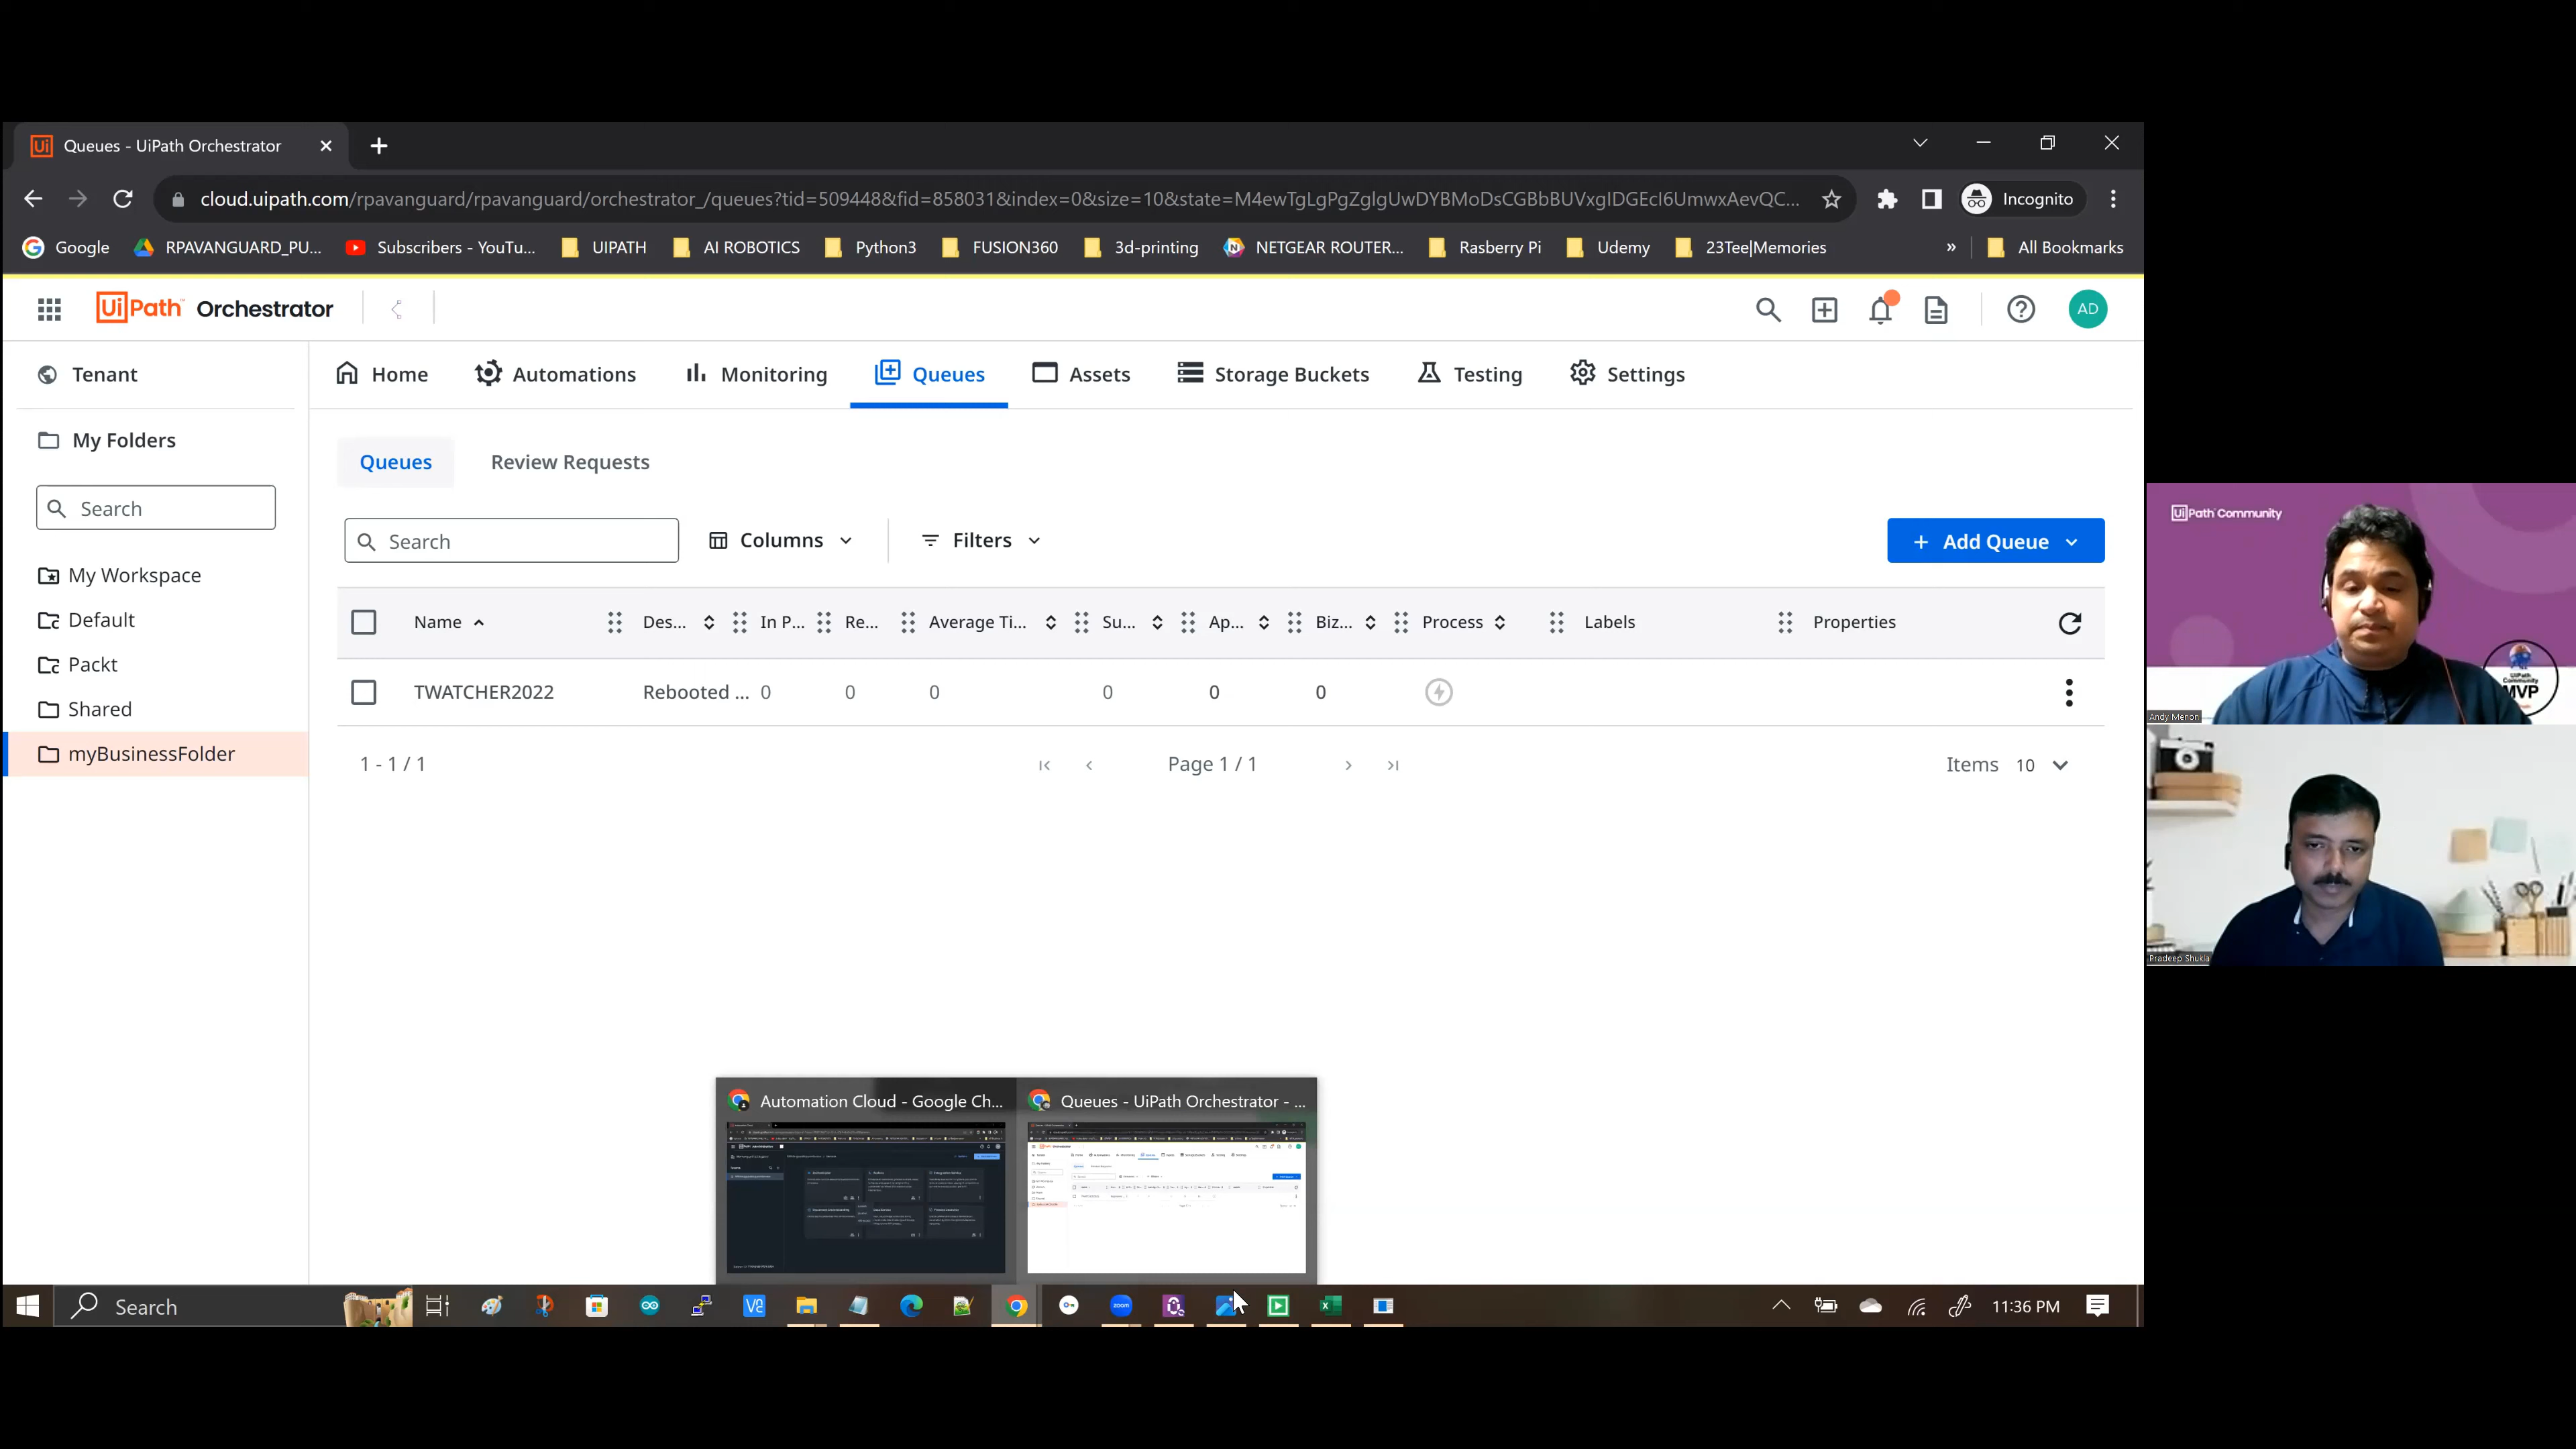 Queues - UiPath Orchestrator
cloud.uipath.com/rpavanguard/rpavanguard/orchestrator_/queues?tid=509448&fid=858031&index=0&size=10&state=
Incognito
Google
RPAVANGUARD_PU...
Subscribers - YouTu...
UIPATH
AI ROBOTICS
Python3
FUSION360
3d-printing
NETGEAR ROUTER...
Rasberry Pi
Udemy
23Tee|Memories
»
All Bookmarks
UiPath Orchestrator
AD
Tenant
Home
Automations
Monitoring
Queues
Assets
Storage Buckets
Testing
Settings
My Folders
Search
My Workspace
Default
Packt
Shared
myBusinessFolder
Queues
Review Requests
Search
Columns
Filters
+ Add Queue
Name Des... In P... Re... Average Ti... Su... Ap... Biz... Process Labels Properties
TWATCHER2022 Rebooted ... 0 0 0 0 0 0
1 - 1 / 1
Page 1 / 1
Items 10
UiPath Community
UiPath
Community
MVP
Andy Menon
Pradeep Shukla
Automation Cloud - Google Ch...
Queues - UiPath Orchestrator - ...
Search
zoom
11:36 PM